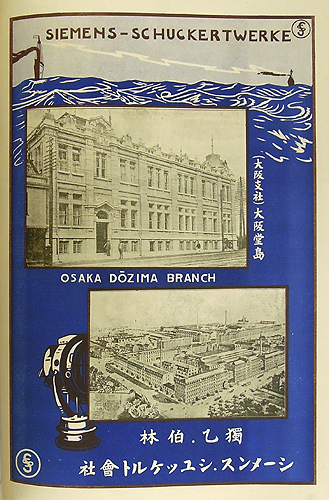 SIEMENS-SCHUCKERTWERKE
(大阪支社)大阪堂島
OSAKA DŌZIMA BRANCH
獨乙.伯林
シーメンス.シユッケルト會社